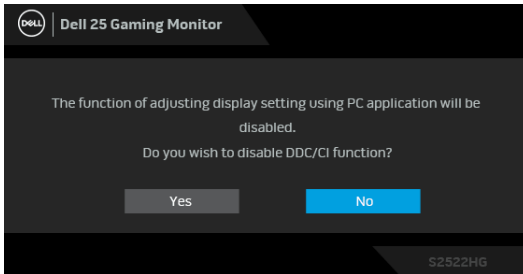 DELL
Dell 25 Gaming Monitor
The function of adjusting display setting using PC application will be
disabled.
Do you wish to disable DDC/CI function?
Yes No
S2522HG